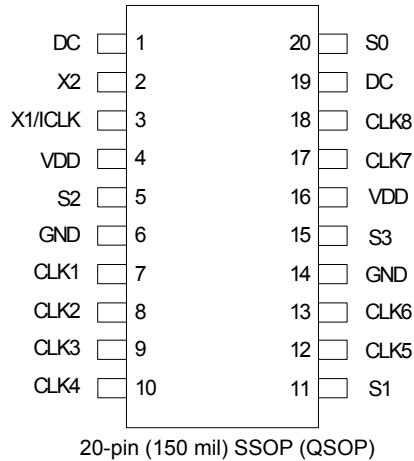 DC 1 20 S0
X2 2 19 DC
X1/ICLK 3 18 CLK8
VDD 4 17 CLK7
S2 5 16 VDD
GND 6 15 S3
CLK1 7 14 GND
CLK2 8 13 CLK6
CLK3 9 12 CLK5
CLK4 10 11 S1
20-pin (150 mil) SSOP (QSOP)